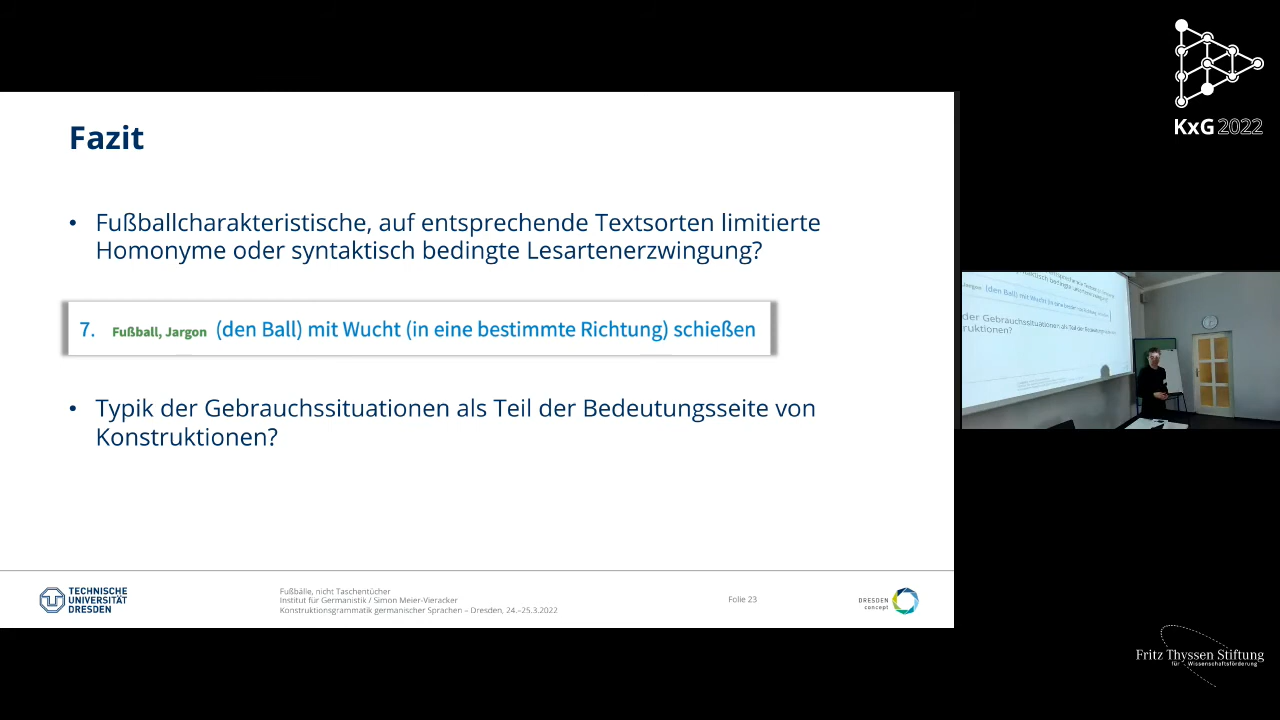 KxG 2022
Fazit
• Fußballcharakteristische, auf entsprechende Textsorten limitierte
Homonyme oder syntaktisch bedingte Lesartenerzwingung?
7. Fußball, Jargon (den Ball) mit Wucht (in eine bestimmte Richtung) schießen
• Typik der Gebrauchssituationen als Teil der Bedeutungsseite von
Konstruktionen?
TECHNISCHE
UNIVERSITÄT
DRESDEN
Fußbälle, nicht Taschentücher
Institut für Germanistik / Simon Meier-Vieracker
Konstruktionsgrammatik germanischer Sprachen – Dresden, 24.–25.3.2022
Folie 23
DRESDEN
concept
Fritz Thyssen Stiftung
für Wissenschaftsförderung